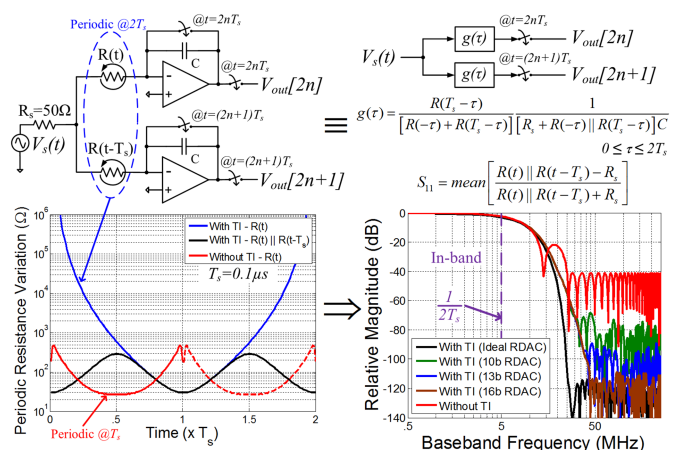 Periodic @2Ts
R(t)
@t=2nTs
C
@t=2nTs
Vout[2n]
Rs=50Ω
Vs(t)
@t=(2n+1)Ts
R(t-Ts)
C
@t=(2n+1)Ts
Vout[2n+1]
≡
@t=2nTs
g(τ)
Vout[2n]
Vs(t)
@t=(2n+1)Ts
g(τ)
Vout[2n+1]
g(τ)= R(Ts−τ) / [R(−τ)+R(Ts−τ)] 1 / [Rs+R(−τ)||R(Ts−τ)]C
0≤τ≤2Ts
S11=mean[ R(t)||R(t−Ts)−Rs / R(t)||R(t−Ts)+Rs ]
Periodic Resistance Variation (Ω)
10^6
10^5
10^4
10^3
10^2
10^1
With TI - R(t)
With TI - R(t) || R(t-Ts)
Without TI - R(t)
Ts=0.1μs
Periodic @Ts
0
0.5
1
1.5
2
Time (x Ts)
⇒
Relative Magnitude (dB)
0
-20
-40
-60
-80
-100
-120
-140
In-band
1/2Ts
With TI (Ideal RDAC)
With TI (10b RDAC)
With TI (13b RDAC)
With TI (16b RDAC)
Without TI
.5
5
50
Baseband Frequency (MHz)